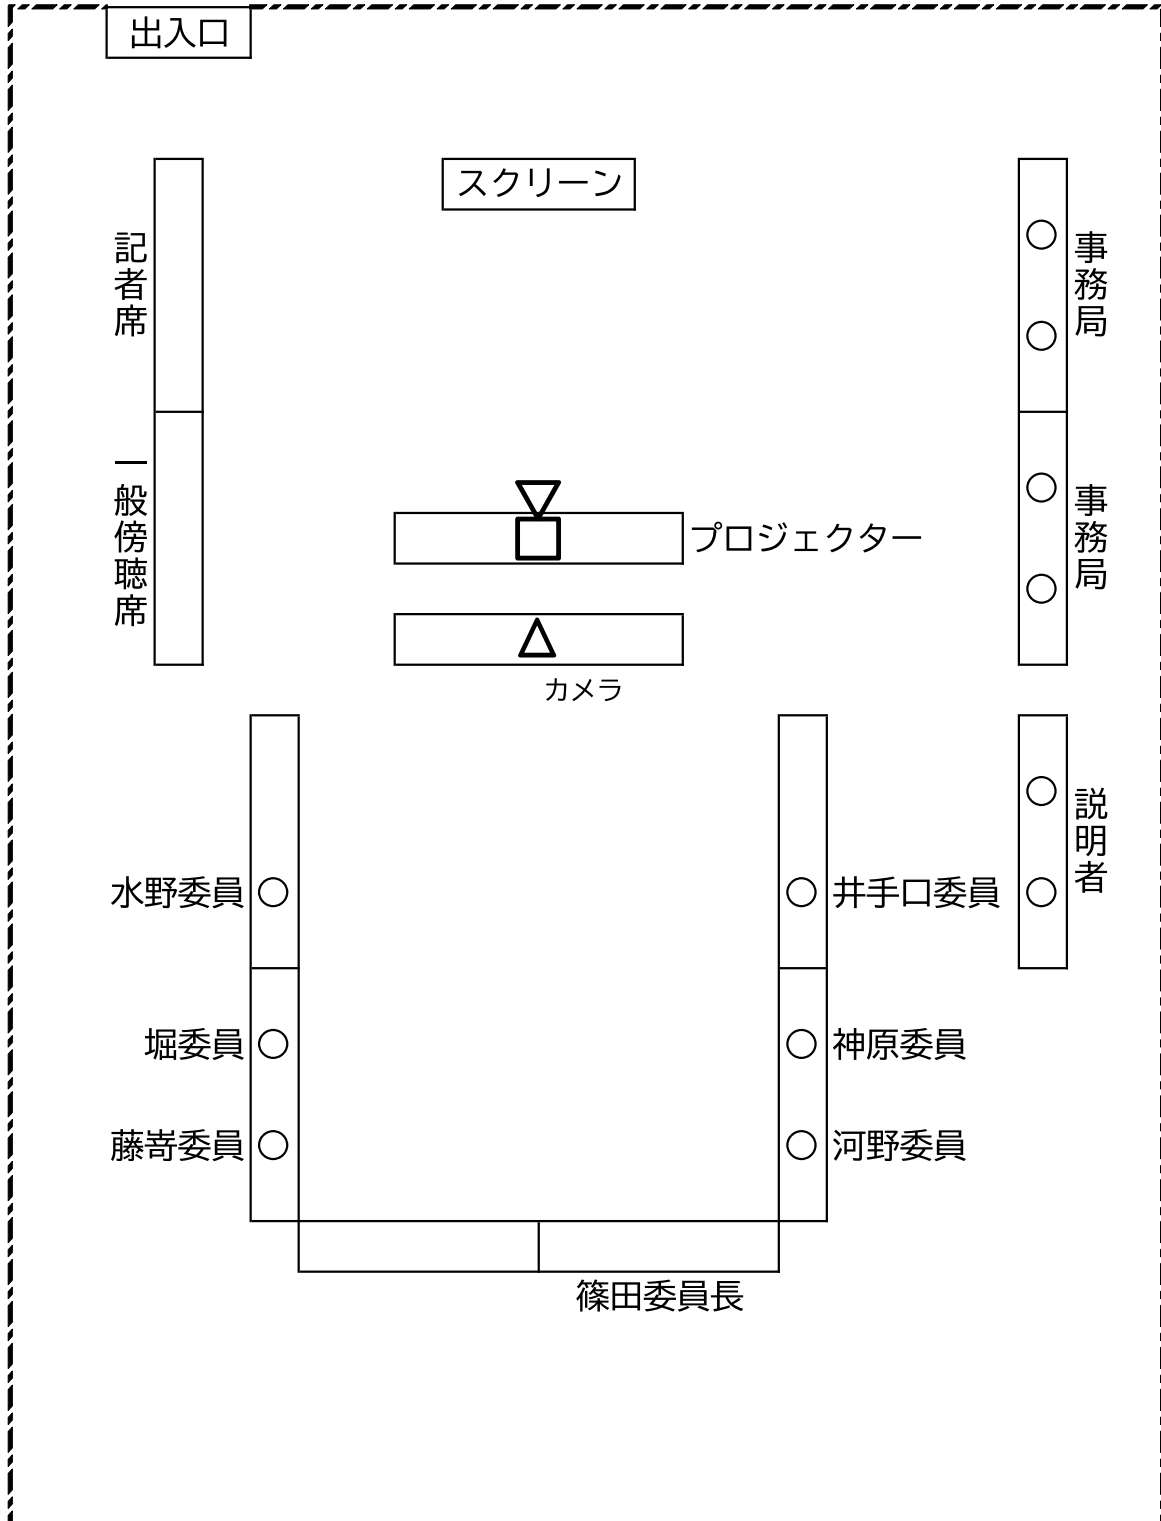 出入口
スクリーン
記者席
事務局
一般傍聴席
プロジェクター
事務局
カメラ
説明者
水野委員
井手口委員
堀委員
神原委員
藤嵜委員
河野委員
篠田委員長